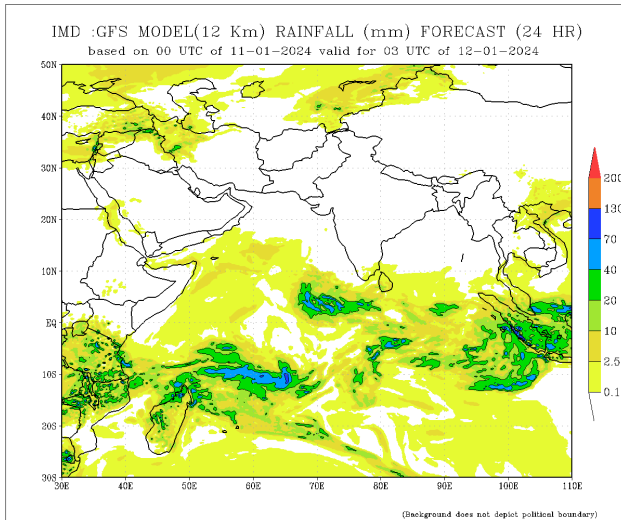 IMD :GFS MODEL(12 Km) RAINFALL (mm) FORECAST (24 HR)
based on 00 UTC of 11-01-2024 valid for 03 UTC of 12-01-2024
50N
40N
30N
20N
10N
EQ
10S
20S
30S
30E 40E 50E 60E 70E 80E 90E 100E 110E
200
130
70
40
20
10
2.5
0.1
(Background does not depict political boundary)